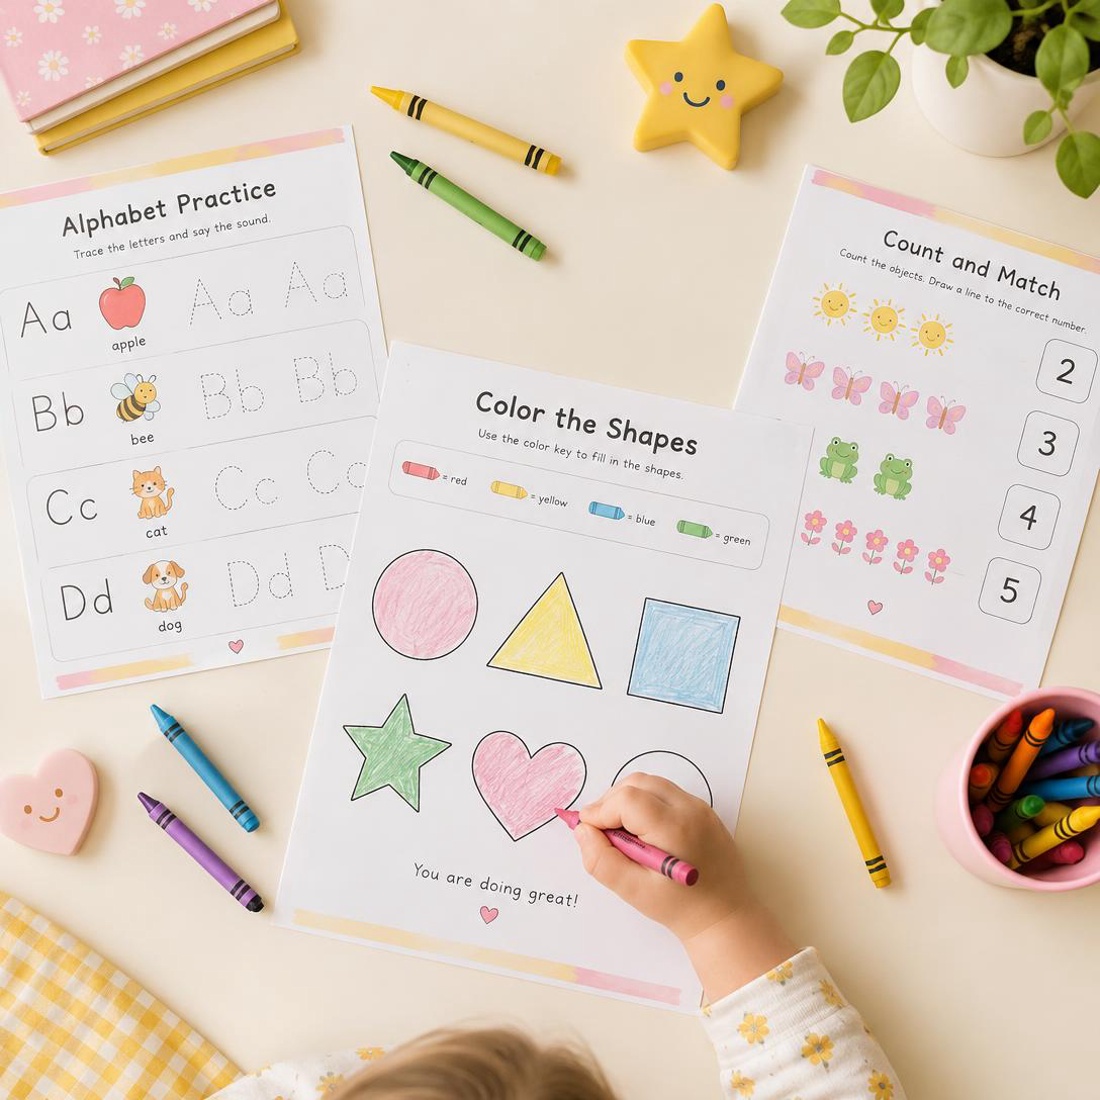 Alphabet Practice
Trace the letters and say the sound.
Aa
apple
Aa Aa
Bb
bee
Bb Bb
Cc
cat
Cc Cc
Dd
dog
Dd D
Color the Shapes
Use the color key to fill in the shapes.
= red
= yellow
= blue
= green
You are doing great!
Count and Match
Count the objects. Draw a line to the correct number.
2
3
4
5